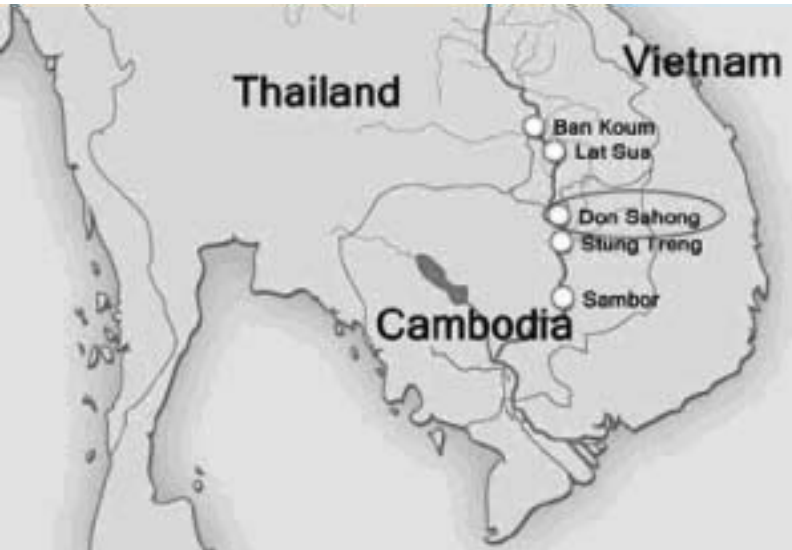 Vietnam
Thailand
Ban Koum
Lat Sua
Don Sahong
Stung Treng
Sambor
Cambodia